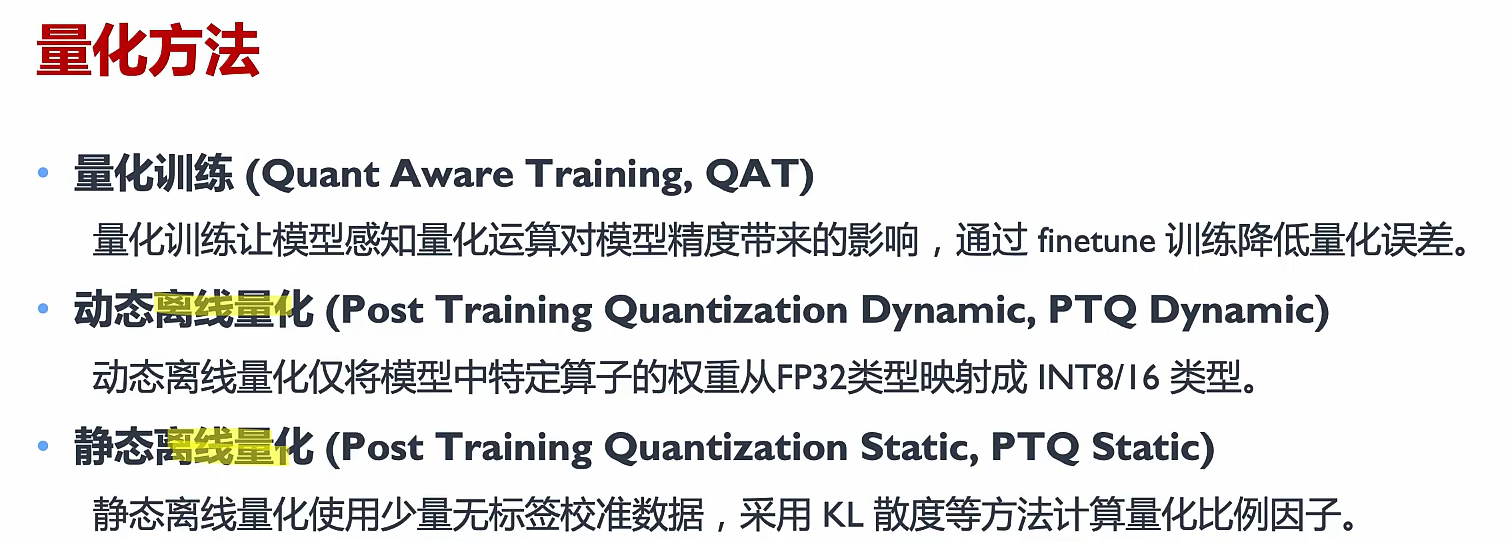 量化方法
• 量化训练 (Quant Aware Training, QAT)
量化训练让模型感知量化运算对模型精度带来的影响，通过 finetune 训练降低量化误差。
• 动态离线量化 (Post Training Quantization Dynamic, PTQ Dynamic)
动态离线量化仅将模型中特定算子的权重从FP32类型映射成 INT8/16 类型。
• 静态离线量化 (Post Training Quantization Static, PTQ Static)
静态离线量化使用少量无标签校准数据，采用 KL 散度等方法计算量化比例因子。